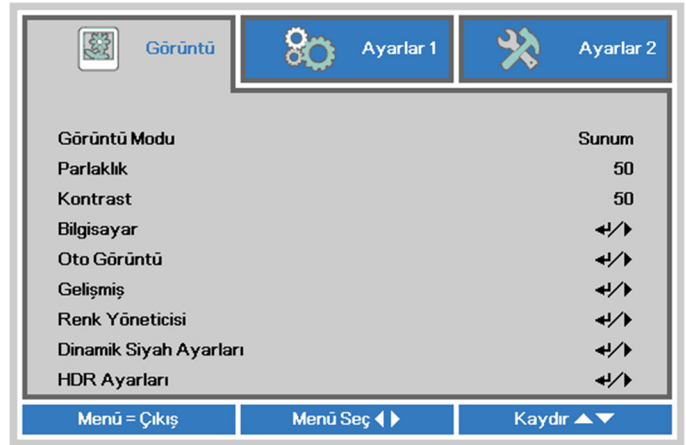 Görüntü Ayarlar 1 Ayarlar 2
Görüntü Modu Sunum
Parlaklık 50
Kontrast 50
Bilgisayar ↵/▶
Oto Görüntü ↵/▶
Gelişmiş ↵/▶
Renk Yöneticisi ↵/▶
Dinamik Siyah Ayarları ↵/▶
HDR Ayarları ↵/▶
Menü = Çıkış Menü Seç ◀ ▶ Kaydır ▲▼